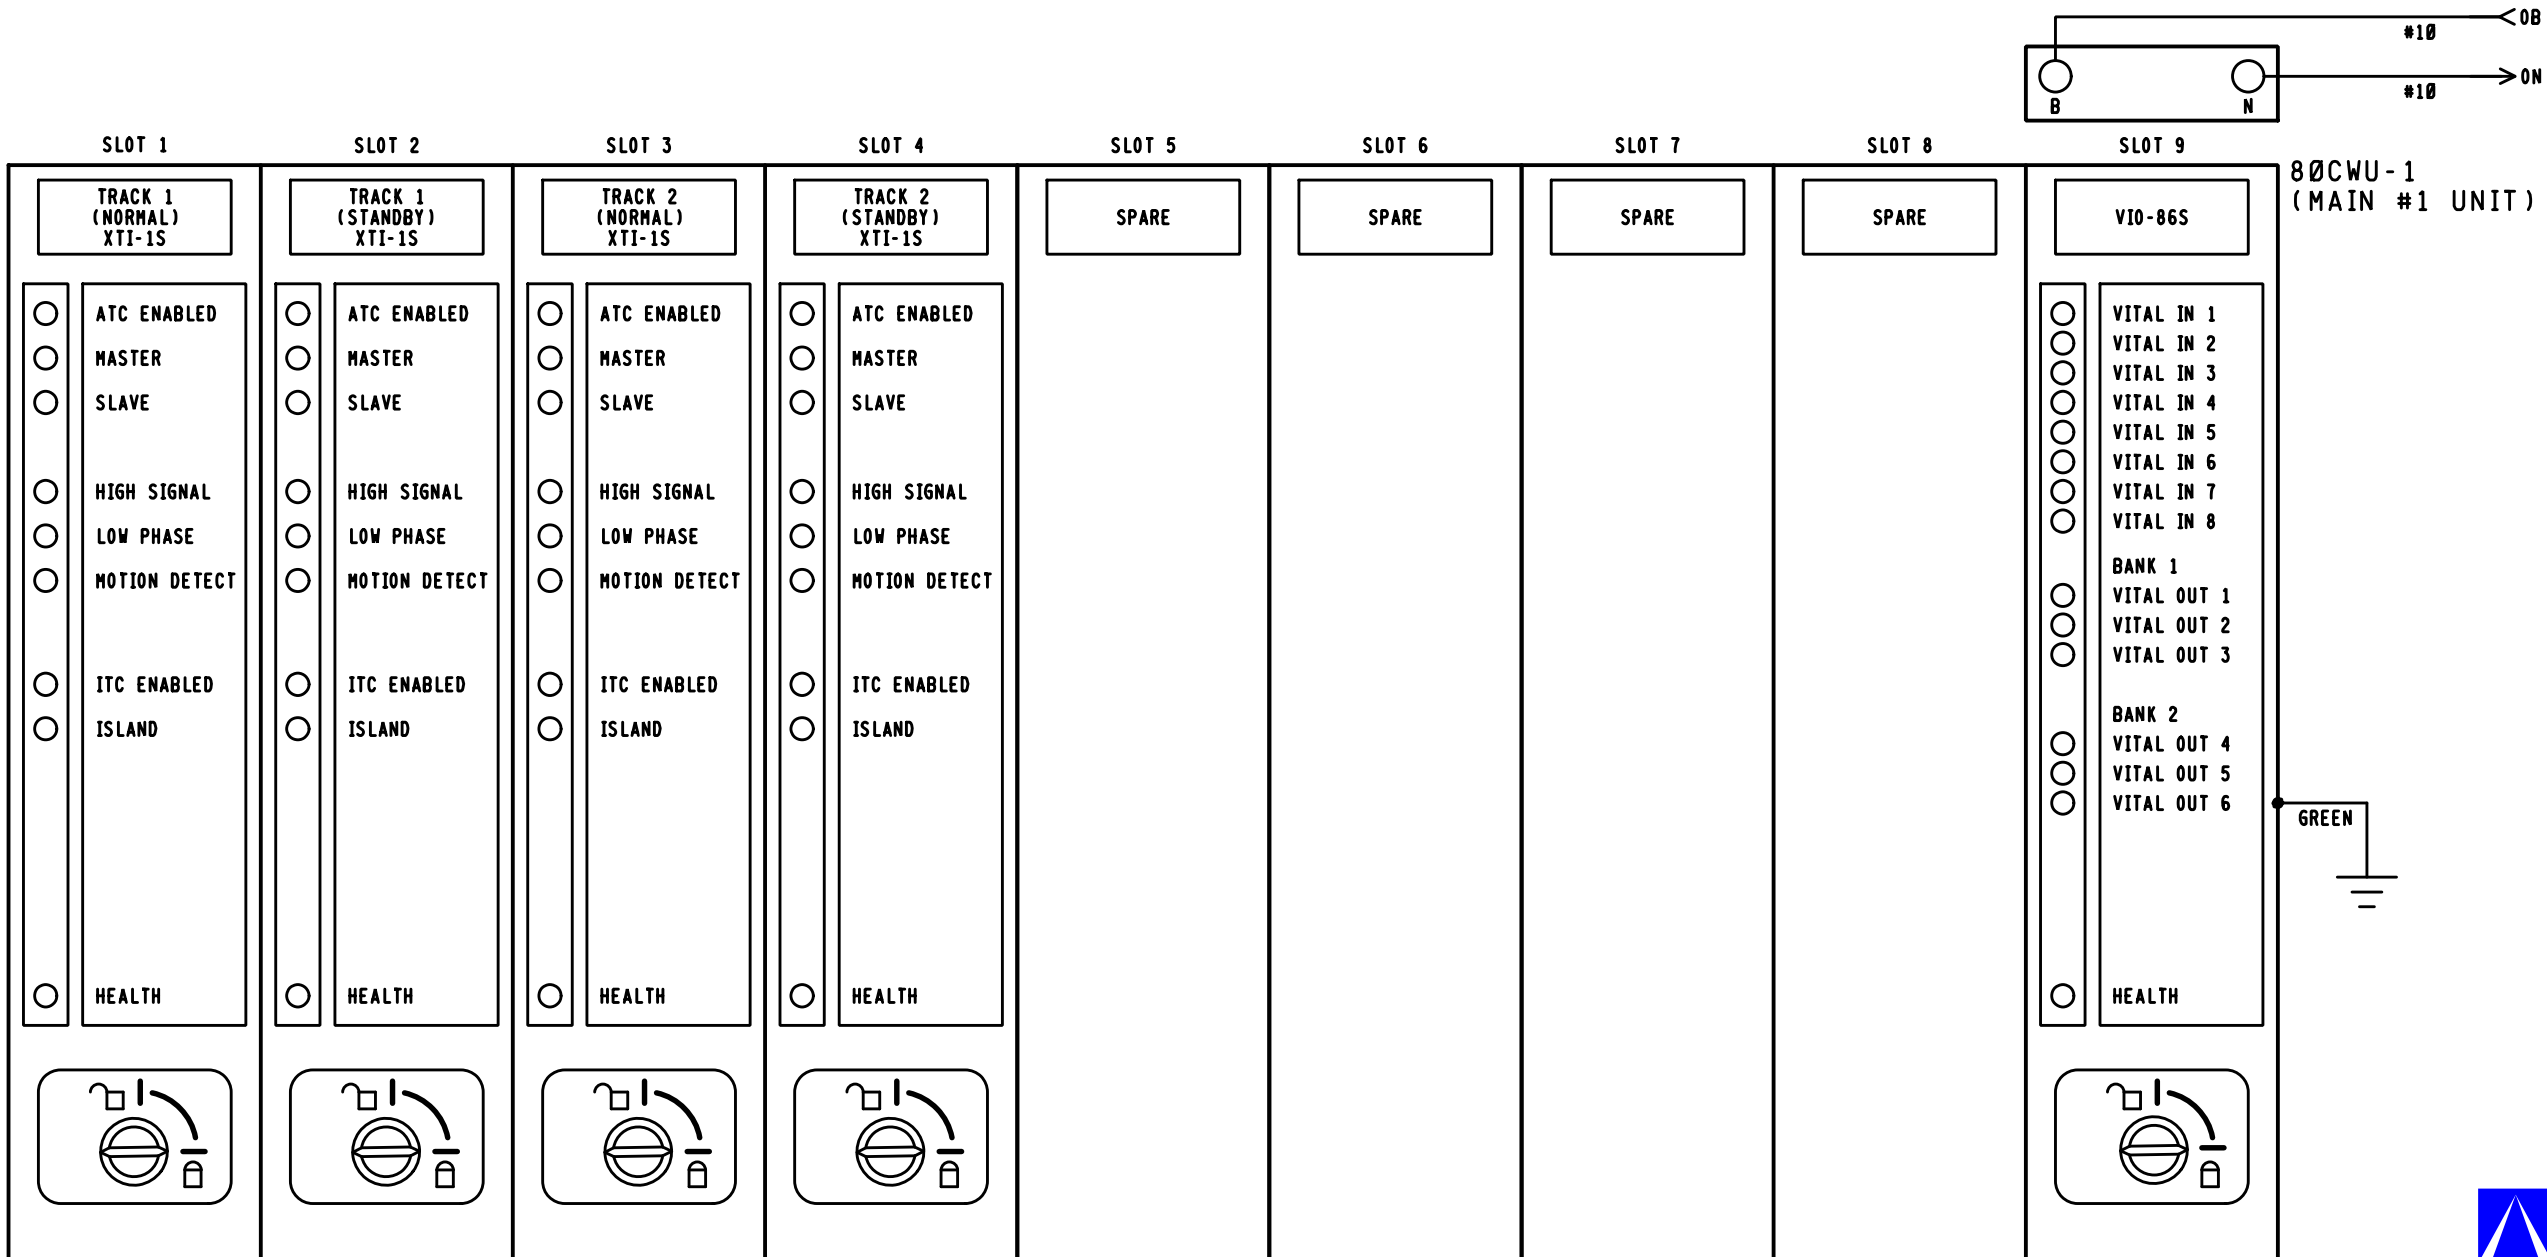 OB
#10
ON
#10
B N
SLOT 1 SLOT 2 SLOT 3 SLOT 4 SLOT 5 SLOT 6 SLOT 7 SLOT 8 SLOT 9
80CWU-1
(MAIN #1 UNIT)
TRACK 1
(NORMAL)
XTI-1S
ATC ENABLED
MASTER
SLAVE
HIGH SIGNAL
LOW PHASE
MOTION DETECT
ITC ENABLED
ISLAND
HEALTH
TRACK 1
(STANDBY)
XTI-1S
ATC ENABLED
MASTER
SLAVE
HIGH SIGNAL
LOW PHASE
MOTION DETECT
ITC ENABLED
ISLAND
HEALTH
TRACK 2
(NORMAL)
XTI-1S
ATC ENABLED
MASTER
SLAVE
HIGH SIGNAL
LOW PHASE
MOTION DETECT
ITC ENABLED
ISLAND
HEALTH
TRACK 2
(STANDBY)
XTI-1S
ATC ENABLED
MASTER
SLAVE
HIGH SIGNAL
LOW PHASE
MOTION DETECT
ITC ENABLED
ISLAND
HEALTH
SPARE
SPARE
SPARE
SPARE
VIO-86S
VITAL IN 1
VITAL IN 2
VITAL IN 3
VITAL IN 4
VITAL IN 5
VITAL IN 6
VITAL IN 7
VITAL IN 8
BANK 1
VITAL OUT 1
VITAL OUT 2
VITAL OUT 3
BANK 2
VITAL OUT 4
VITAL OUT 5
VITAL OUT 6
HEALTH
GREEN